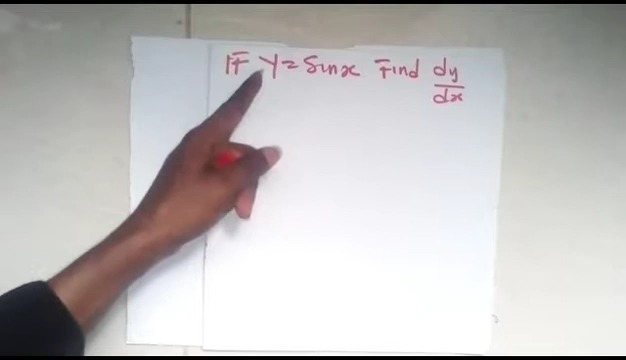 IF Y = Sinx Find dy
dx